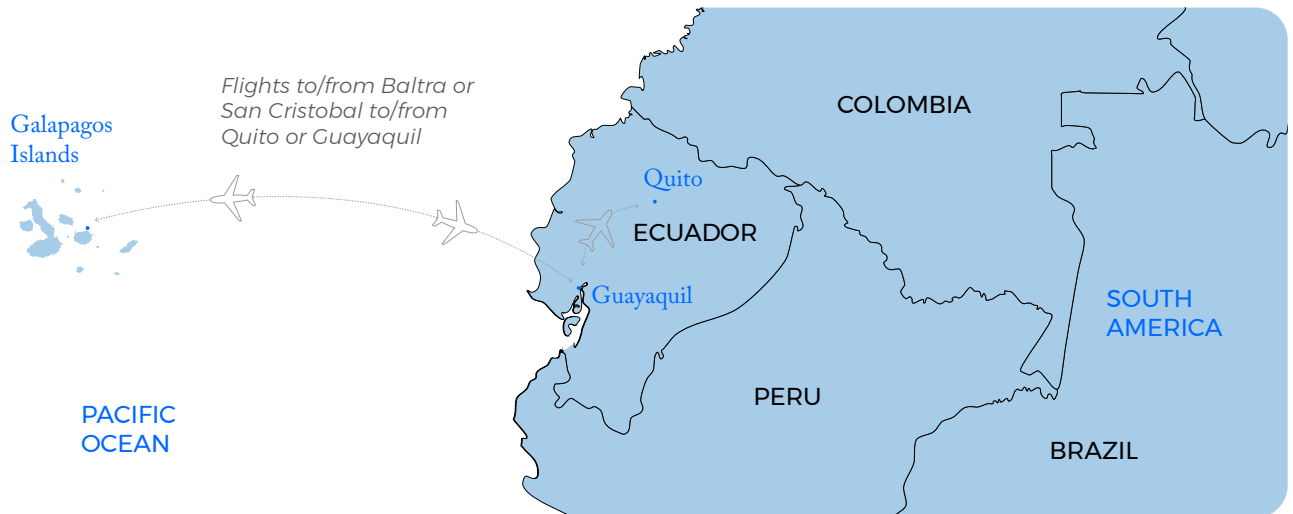 Flights to/from Baltra or
San Cristobal to/from
Quito or Guayaquil
Galapagos
Islands
COLOMBIA
Quito
ECUADOR
Guayaquil
SOUTH
AMERICA
PERU
PACIFIC
OCEAN
BRAZIL